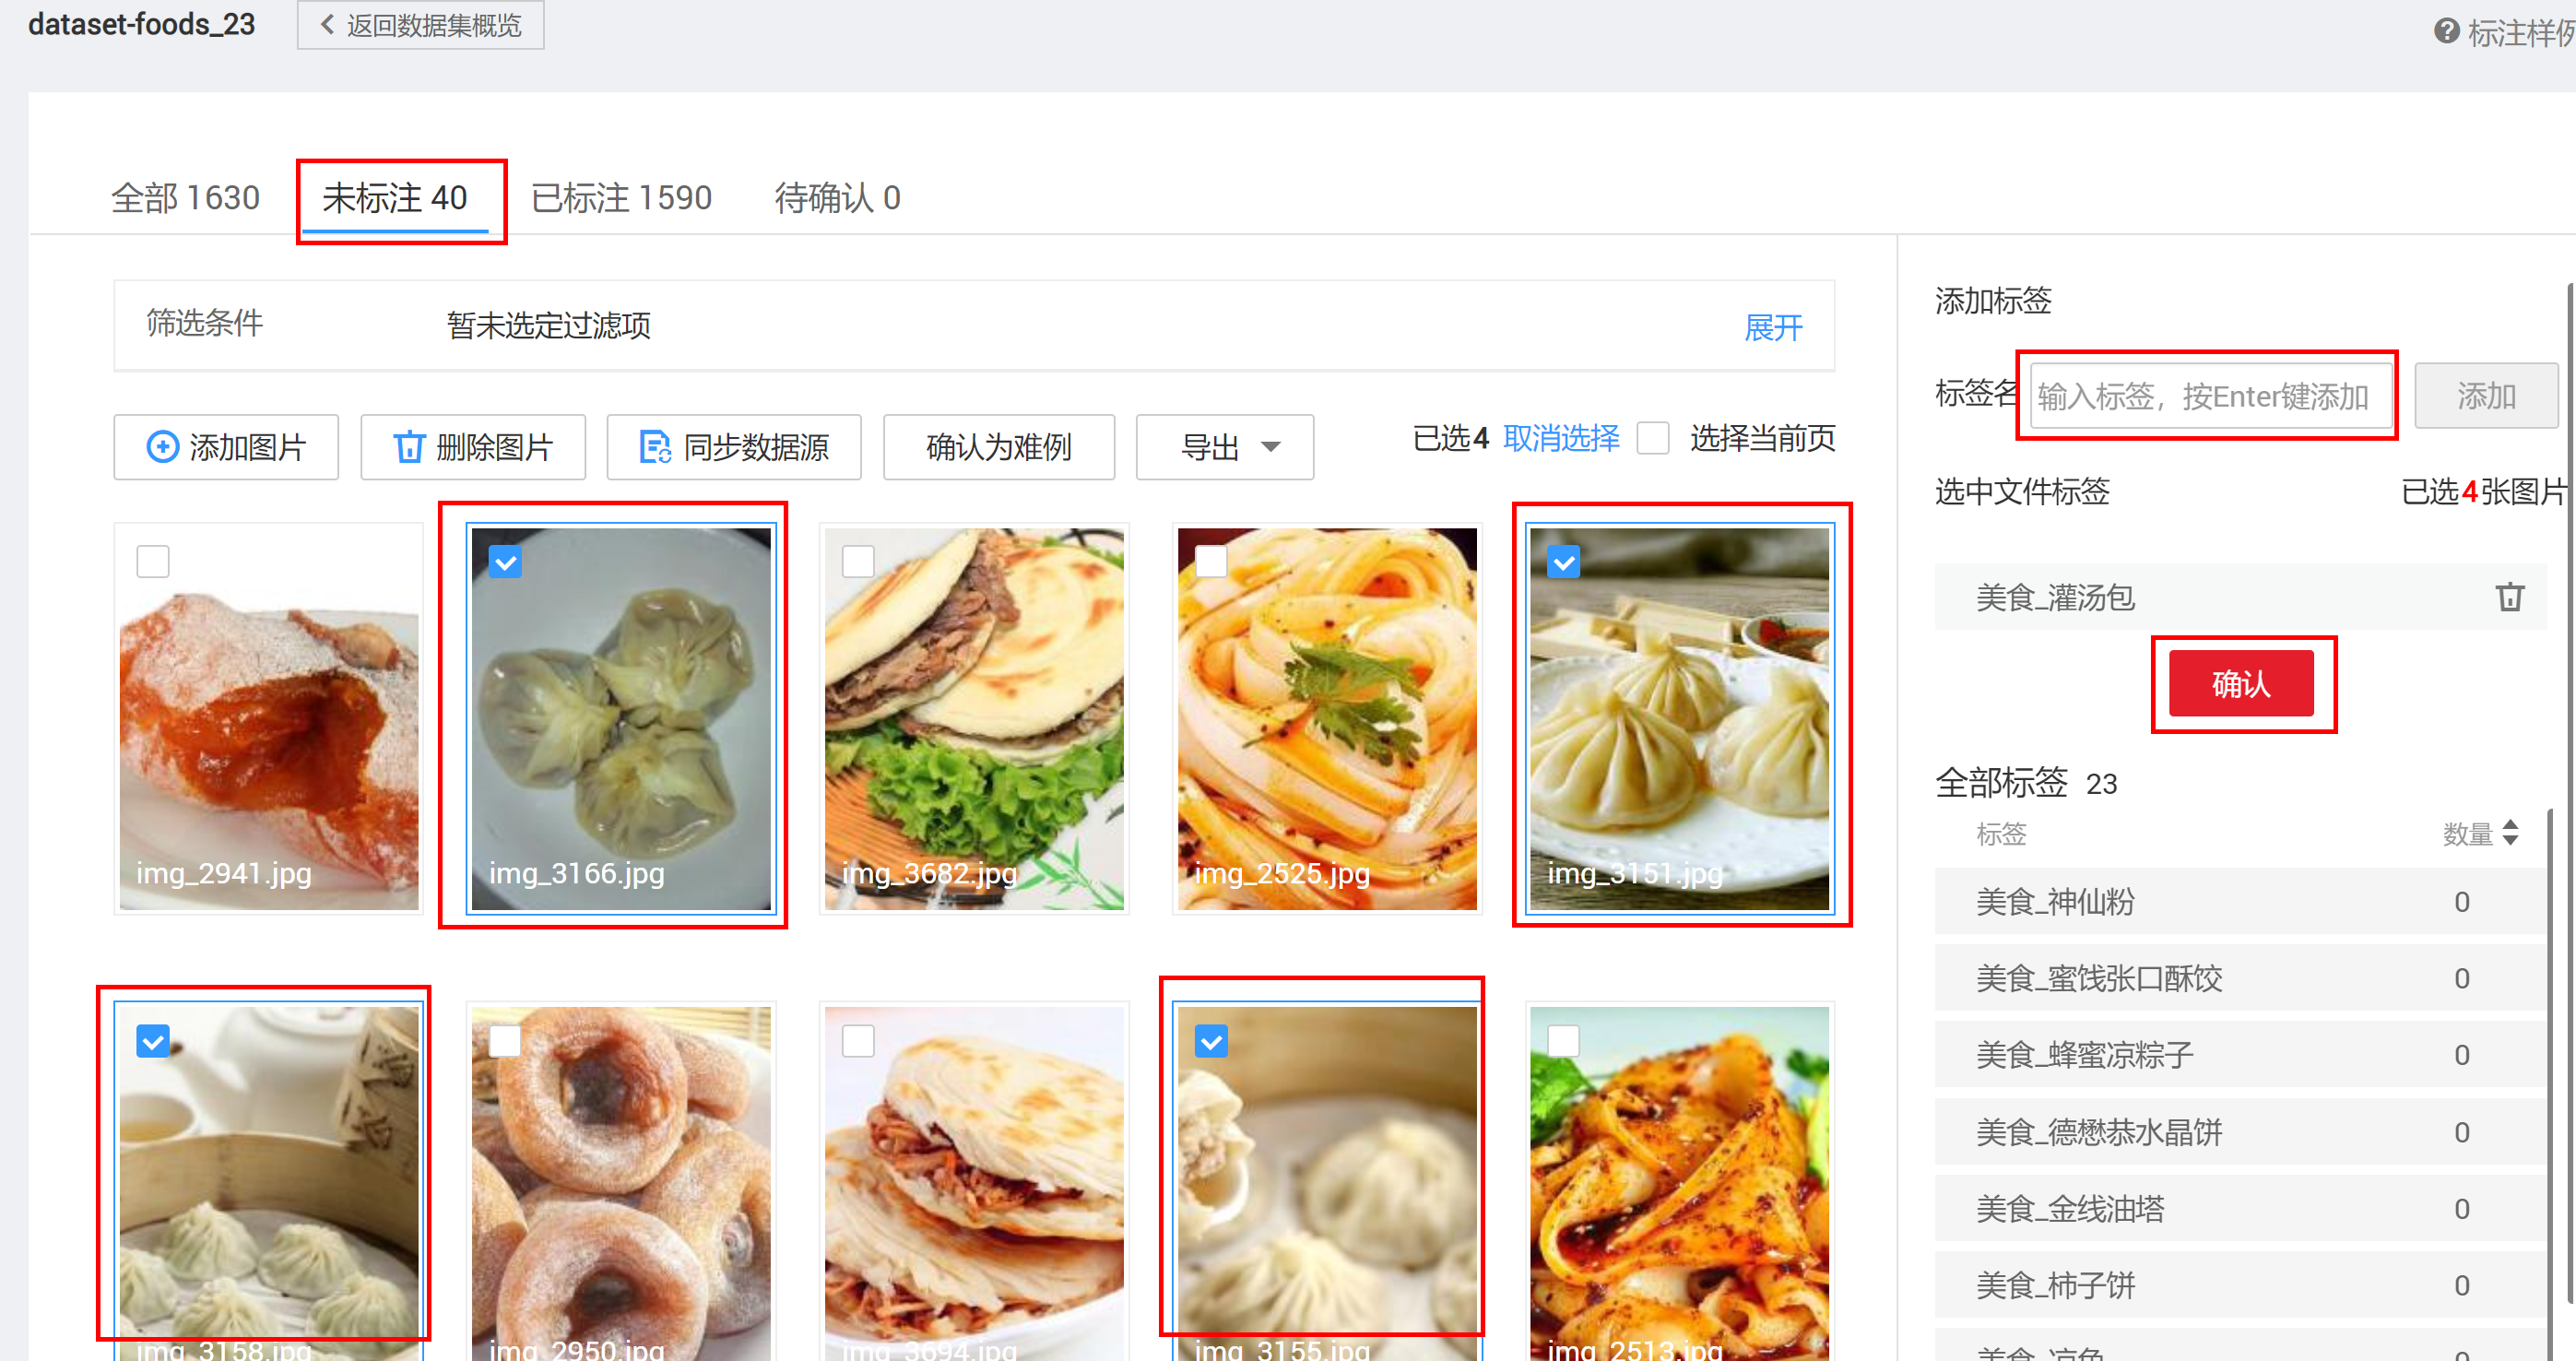 dataset-foods_23
返回数据集概览
标注样例
全部 1630
未标注 40
已标注 1590
待确认 0
筛选条件
暂未选定过滤项
展开
添加图片
删除图片
同步数据源
确认为难例
导出
已选4 取消选择
选择当前页
img_2941.jpg
img_3166.jpg
img_3682.jpg
img_2525.jpg
img_3151.jpg
img_3158.jpg
img_2950.jpg
img_3694.jpg
img_3155.jpg
img_2513.jpg
添加标签
标签名
输入标签，按Enter键添加
添加
选中文件标签
已选4张图片
美食_灌汤包
确认
全部标签 23
标签 数量
美食_神仙粉 0
美食_蜜饯张口酥饺 0
美食_蜂蜜凉粽子 0
美食_德懋恭水晶饼 0
美食_金线油塔 0
美食_柿子饼 0